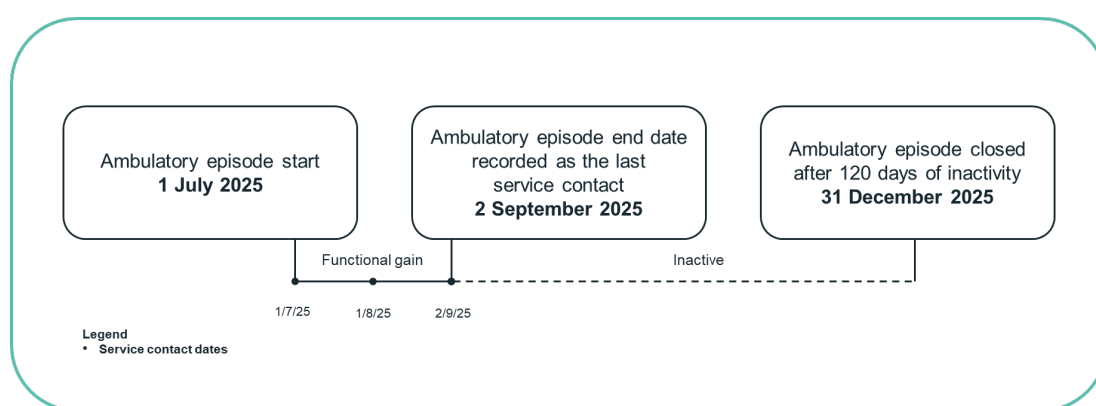 Ambulatory episode start
1 July 2025
Ambulatory episode end date
recorded as the last
service contact
2 September 2025
Ambulatory episode closed
after 120 days of inactivity
31 December 2025
Functional gain
Inactive
1/7/25
1/8/25
2/9/25
Legend
• Service contact dates